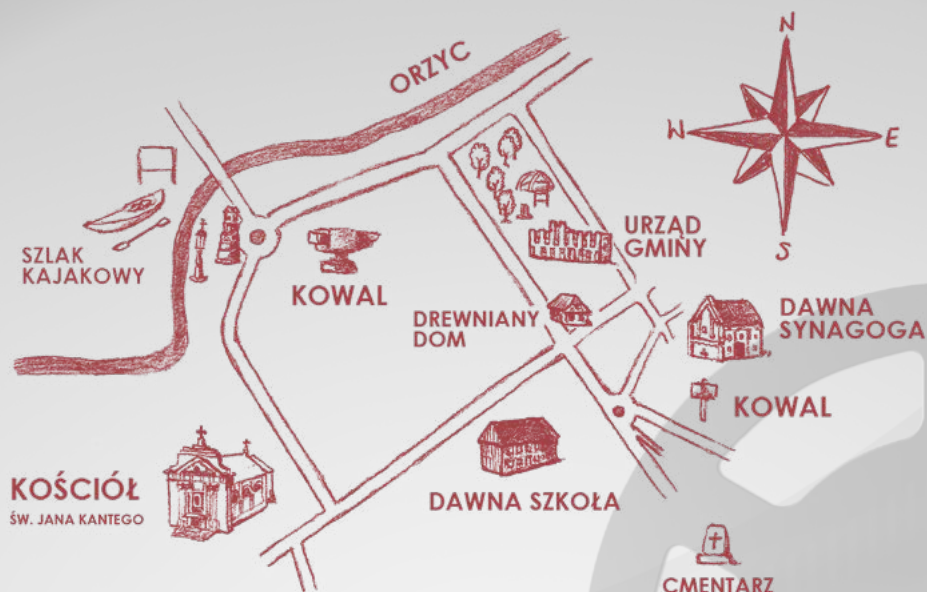 N
ORZYC
W
E
URZĄD
GMINY
S
SZLAK
KAJAKOWY
KOWAL
DREWNIANY
DOM
DAWNA
SYNAGOGA
KOWAL
KOŚCIÓŁ
ŚW. JANA KANTEGO
DAWNA SZKOŁA
CMENTARZ